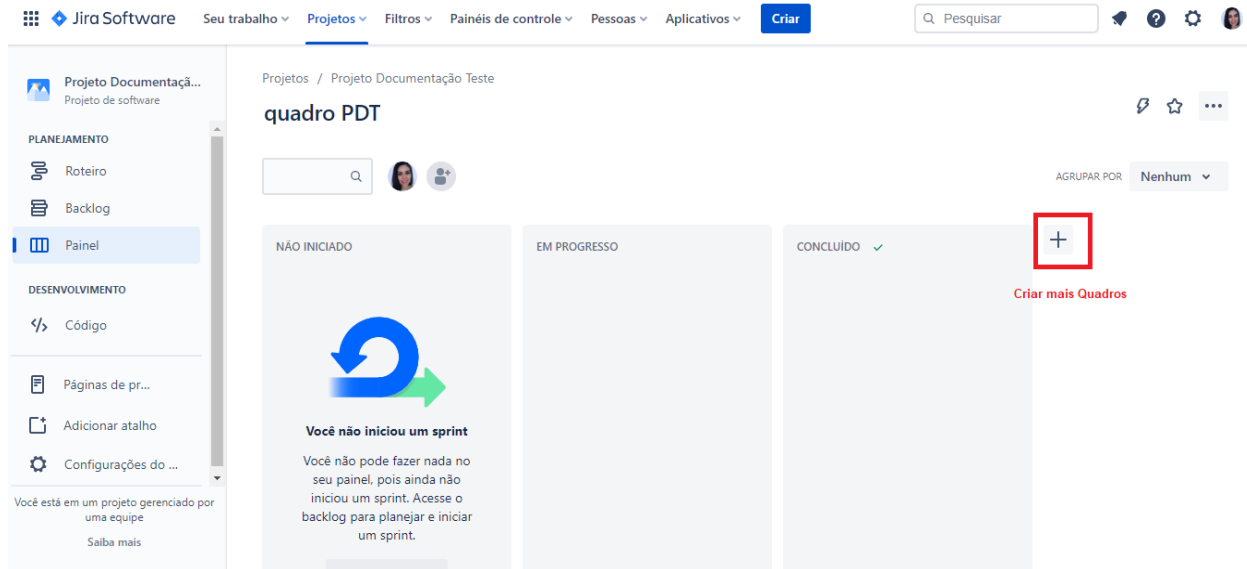 Jira Software Seu trabalho Projetos Filtros Painéis de controle Pessoas Aplicativos Criar Pesquisar
Projeto Documentaçã...
Projeto de software
PLANEJAMENTO
Roteiro
Backlog
Painel
DESENVOLVIMENTO
Código
Páginas de pr...
Adicionar atalho
Configurações do ...
Você está em um projeto gerenciado por
uma equipe
Saiba mais
Projetos / Projeto Documentação Teste
quadro PDT
AGRUPAR POR Nenhum
NÃO INICIADO
EM PROGRESSO
CONCLUÍDO
Criar mais Quadros
Você não iniciou um sprint
Você não pode fazer nada no
seu painel, pois ainda não
iniciou um sprint. Acesse o
backlog para planejar e iniciar
um sprint.